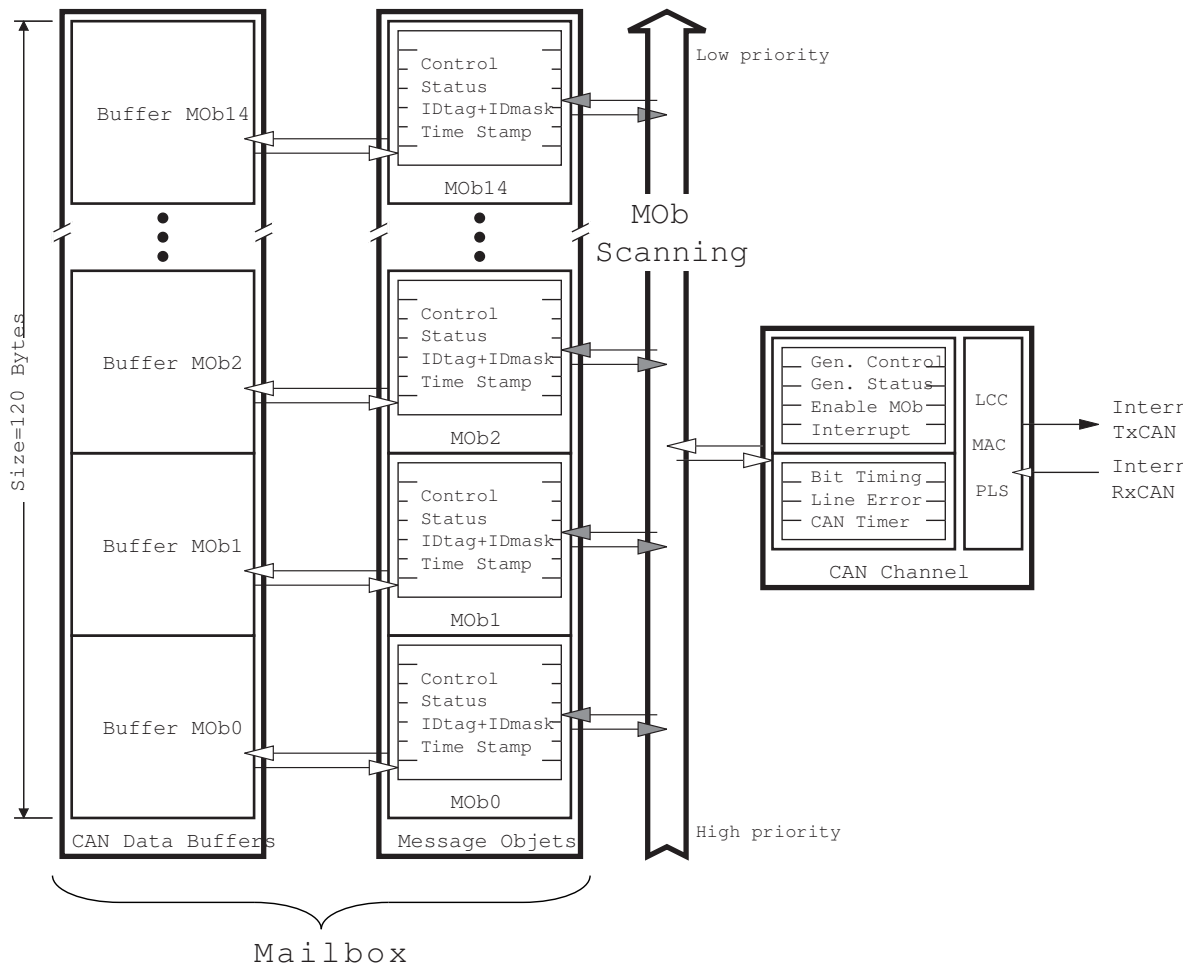 Size=120 Bytes
Buffer MOb14
Buffer MOb2
Buffer MOb1
Buffer MOb0
CAN Data Buffers
Control
Status
IDtag+IDmask
Time Stamp
MOb14
Control
Status
IDtag+IDmask
Time Stamp
MOb2
Control
Status
IDtag+IDmask
Time Stamp
MOb1
Control
Status
IDtag+IDmask
Time Stamp
MOb0
Message Objets
Mailbox
Low priority
MOb
Scanning
High priority
Gen. Control
Gen. Status
Enable MOb
Interrupt
Bit Timing
Line Error
CAN Timer
LCC
MAC
PLS
CAN Channel
Intern
TxCAN
Intern
RxCAN